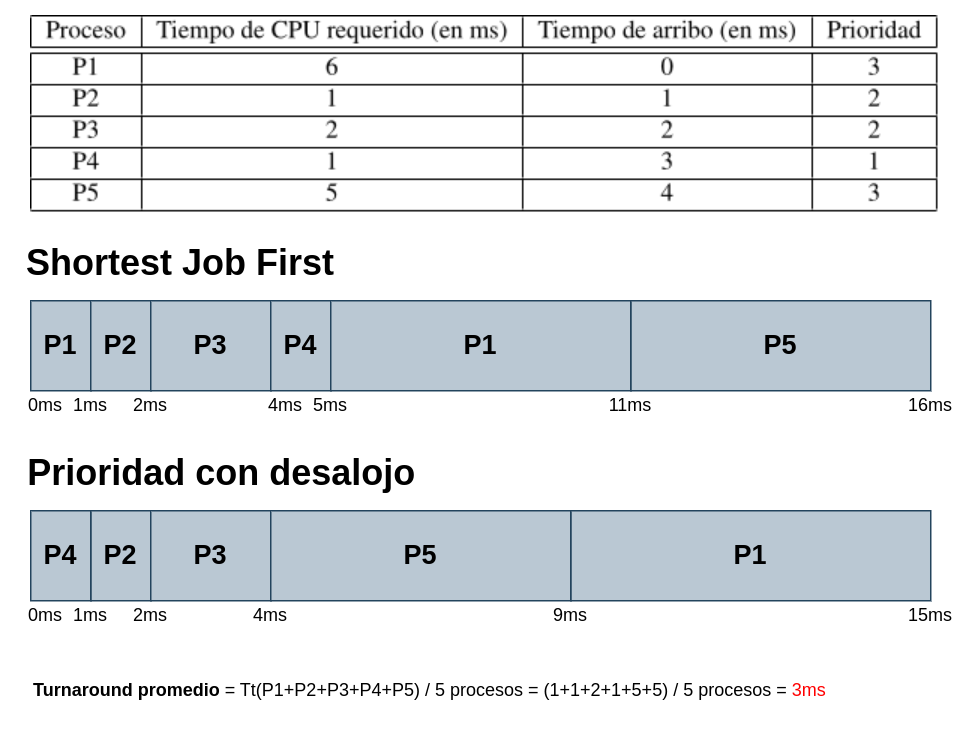 Proceso Tiempo de CPU requerido (en ms) Tiempo de arribo (en ms) Prioridad
P1 6 0 3
P2 1 1 2
P3 2 2 2
P4 1 3 1
P5 5 4 3
Shortest Job First
P1 P2 P3 P4 P1 P5
0ms 1ms 2ms 4ms 5ms 11ms 16ms
Prioridad con desalojo
P4 P2 P3 P5 P1
0ms 1ms 2ms 4ms 9ms 15ms
Turnaround promedio = Tt(P1+P2+P3+P4+P5) / 5 procesos = (1+1+2+1+5+5) / 5 procesos = 3ms